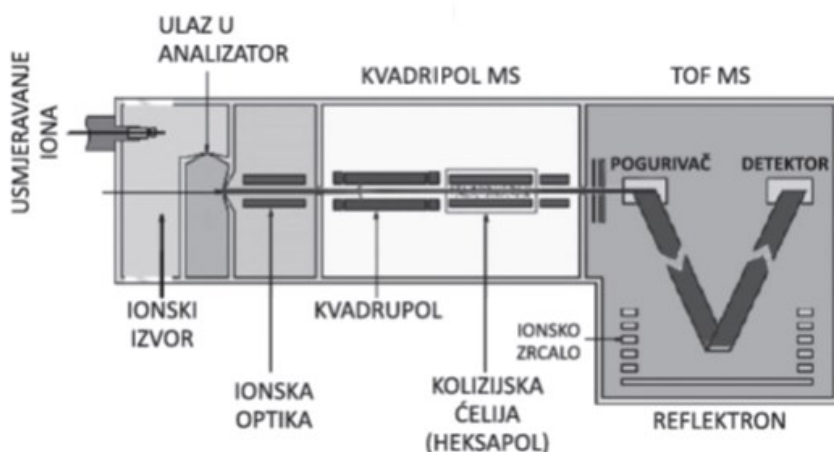 ULAZ U
ANALIZATOR
KVADRIPOL MS
TOF MS
USMJERAVANJE
IONA
POGURIVAČ
DETEKTOR
IONSKI
IZVOR
KVADRUPOL
IONSKO
ZRCALO
IONSKA
OPTIKA
KOLIZIJSKA
ĆELIJA
(HEKSAPOL)
REFLEKTRON